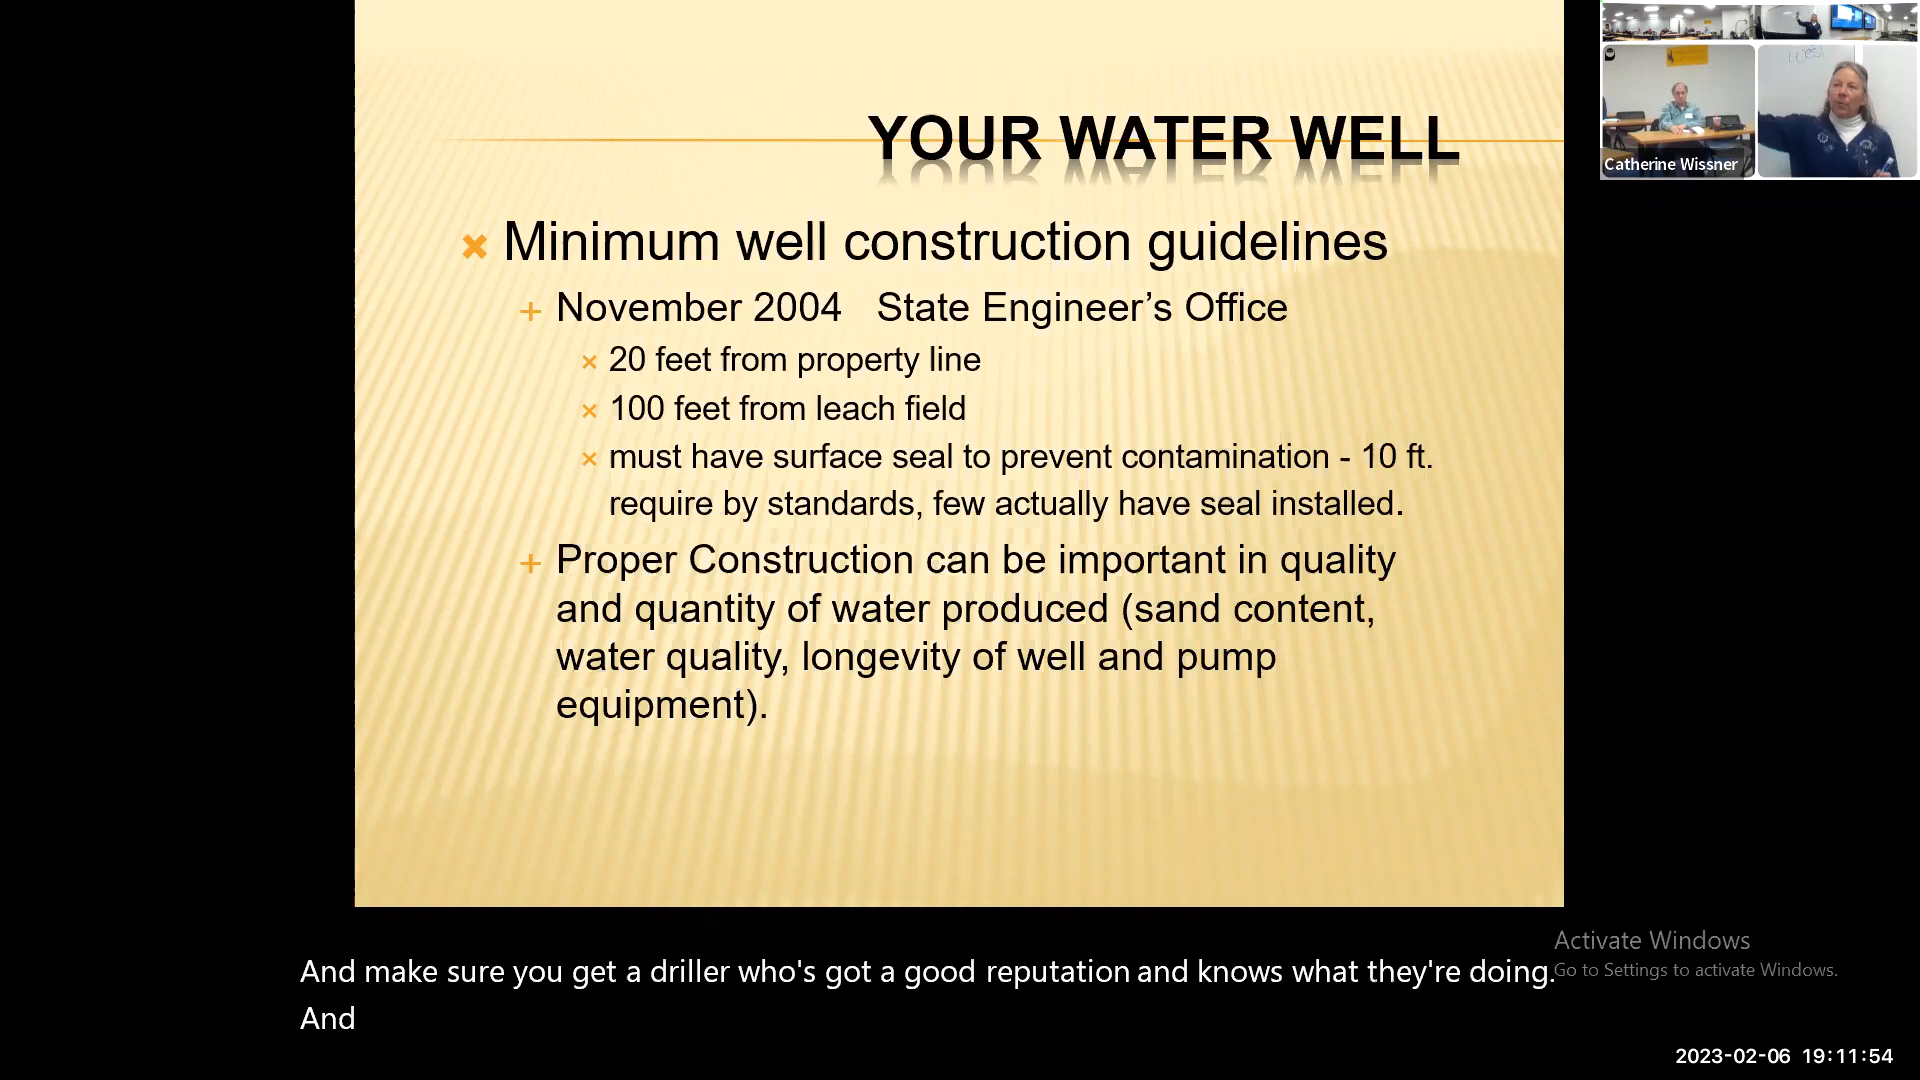 YOUR WATER WELL
Minimum well construction guidelines
November 2004 State Engineer’s Office
20 feet from property line
100 feet from leach field
must have surface seal to prevent contamination - 10 ft.
require by standards, few actually have seal installed.
Proper Construction can be important in quality
and quantity of water produced (sand content,
water quality, longevity of well and pump
equipment).
West
Catherine Wissner
And make sure you get a driller who's got a good reputation and knows what they're doing.
And
Activate Windows
Go to Settings to activate Windows.
2023-02-06 19:11:54